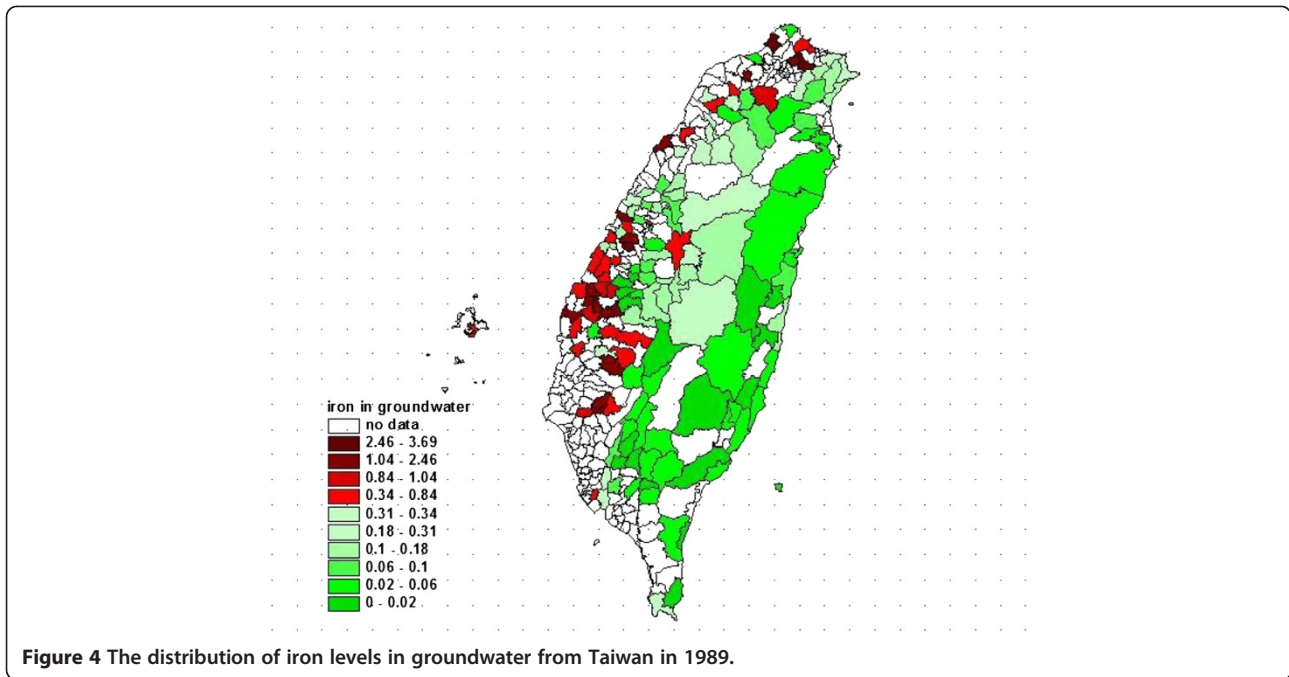 iron in groundwater
no data
2.46 - 3.69
1.04 - 2.46
0.84 - 1.04
0.34 - 0.84
0.31 - 0.34
0.18 - 0.31
0.1 - 0.18
0.06 - 0.1
0.02 - 0.06
0 - 0.02
Figure 4 The distribution of iron levels in groundwater from Taiwan in 1989.